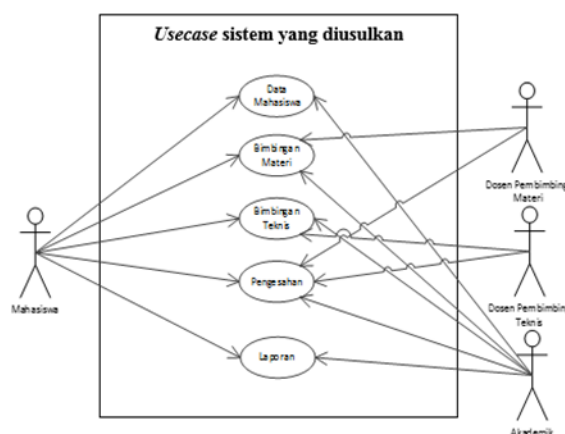 Usecase sistem yang diusulkan
Data
Mahasiswa
Bimbingan
Materi
Bimbingan
Teknis
Pengesahan
Laporan
Mahasiswa
Dosen Pembimbing
Materi
Dosen Pembimbing
Teknis
Akademik